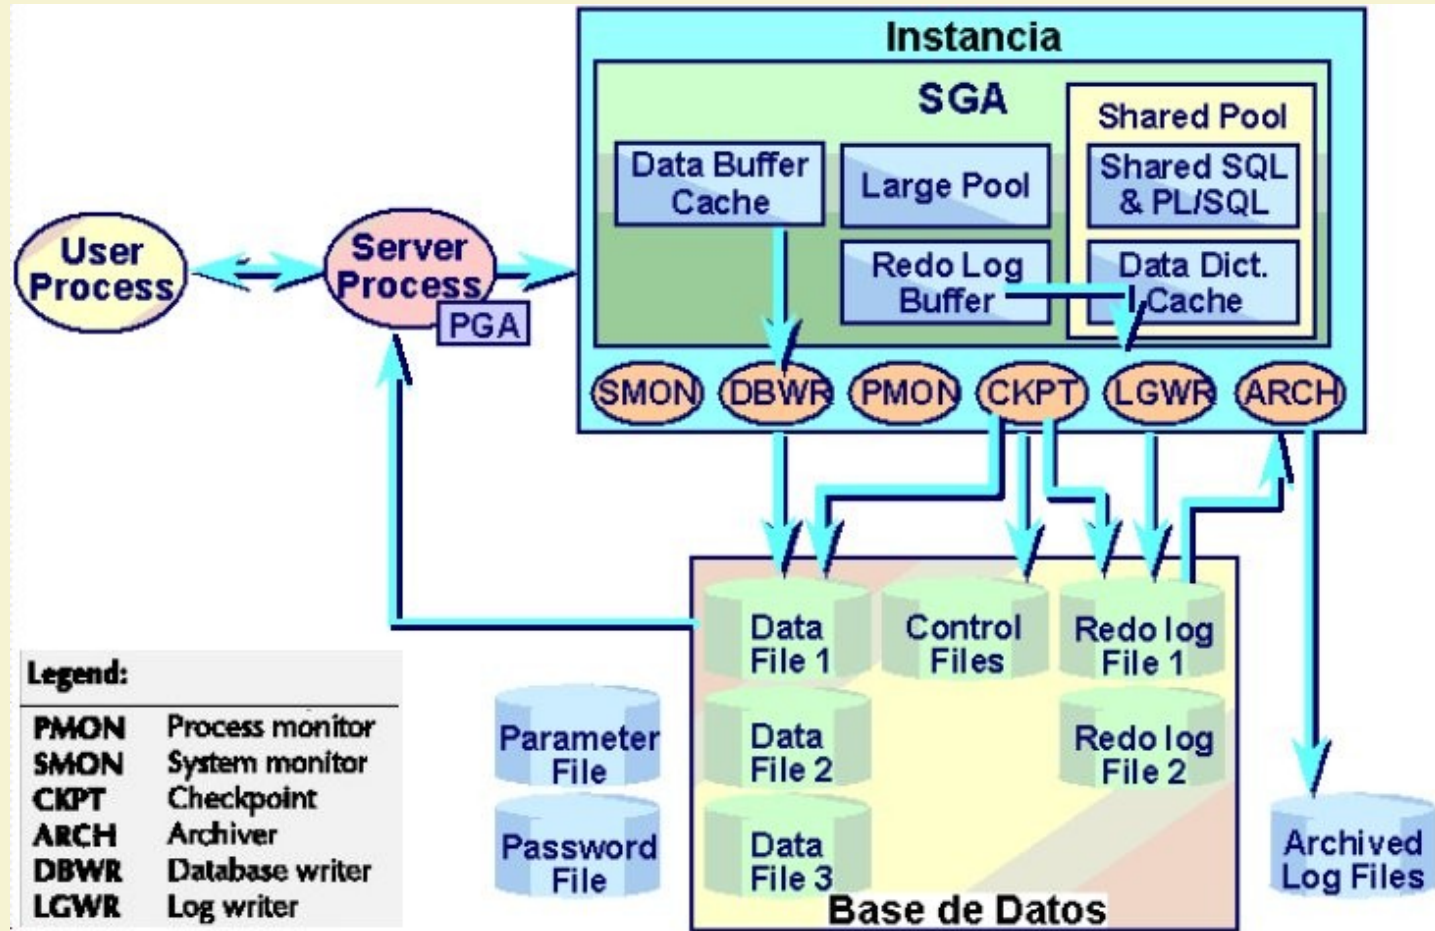 Instancia
SGA
Shared Pool
Data Buffer
Cache
Large Pool
Shared SQL
& PL/SQL
Redo Log
Buffer
Data Dict.
Cache
User
Process
Server
Process
PGA
SMON
DBWR
PMON
CKPT
LGWR
ARCH
Data
File 1
Control
Files
Redo log
File 1
Parameter
File
Data
File 2
Redo log
File 2
Password
File
Data
File 3
Archived
Log Files
Base de Datos
Legend:
PMON Process monitor
SMON System monitor
CKPT Checkpoint
ARCH Archiver
DBWR Database writer
LGWR Log writer